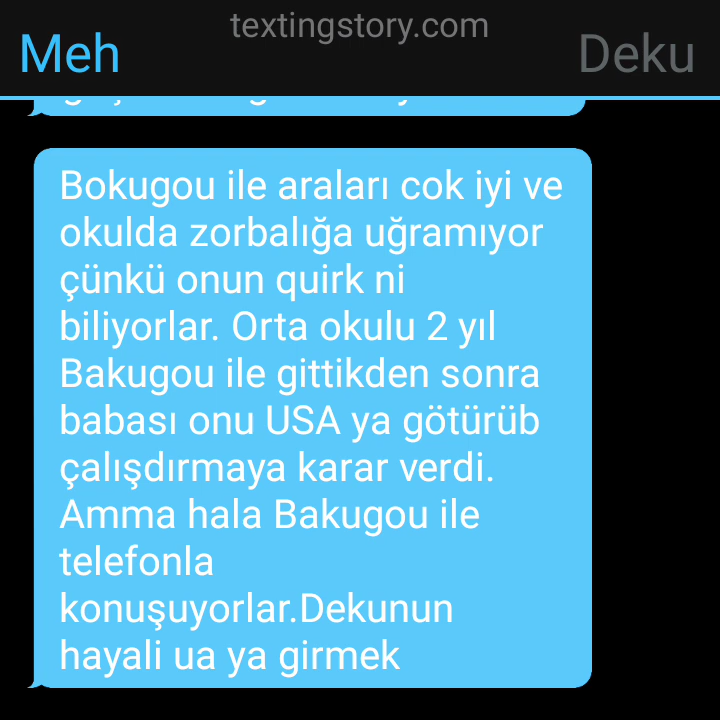 textingstory.com
Meh
Deku
Bokugou ile araları cok iyi ve
okulda zorbalığa uğramıyor
çünkü onun quirk ni
biliyorlar. Orta okulu 2 yıl
Bakugou ile gittikden sonra
babası onu USA ya götürüb
çalışdırmaya karar verdi.
Amma hala Bakugou ile
telefonla
konuşuyorlar.Dekunun
hayali ua ya girmek